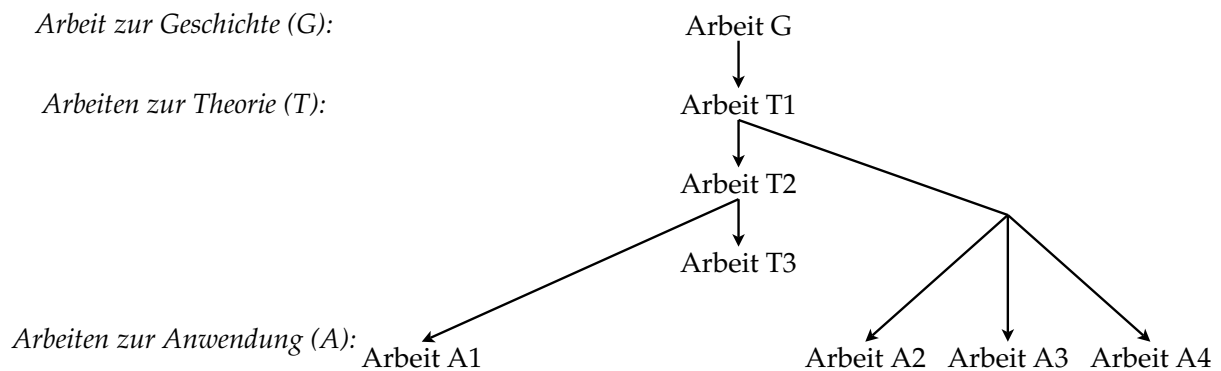 Arbeit zur Geschichte (G):
Arbeit G
Arbeiten zur Theorie (T):
Arbeit T1
Arbeit T2
Arbeit T3
Arbeiten zur Anwendung (A):
Arbeit A1
Arbeit A2
Arbeit A3
Arbeit A4